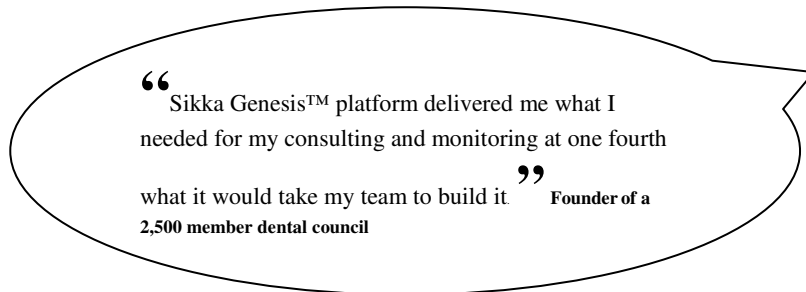 “Sikka Genesis™ platform delivered me what I
needed for my consulting and monitoring at one fourth
what it would take my team to build it. ” Founder of a
2,500 member dental council